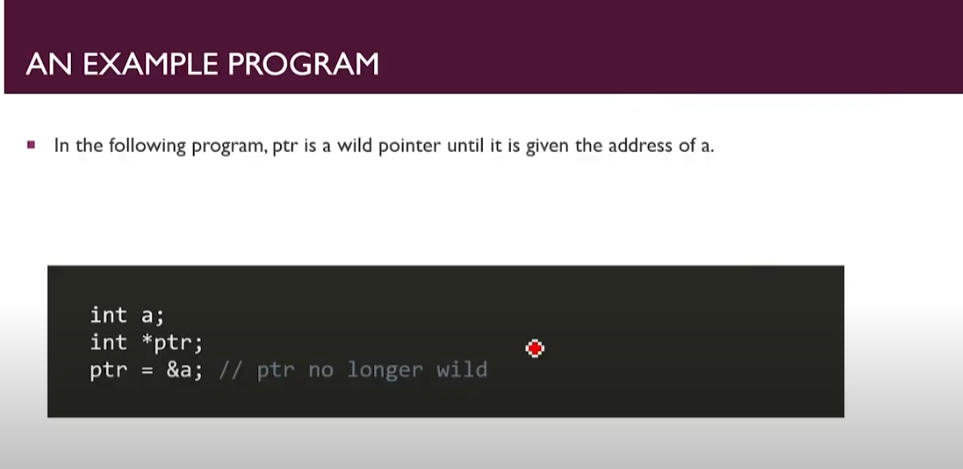 AN EXAMPLE PROGRAM
In the following program, ptr is a wild pointer until it is given the address of a.
int a;
int *ptr;
ptr = &a; // ptr no longer wild